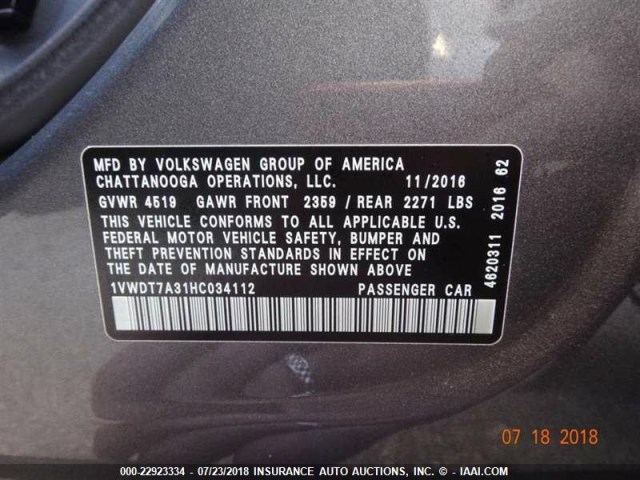 MFD BY VOLKSWAGEN GROUP OF AMERICA
CHATTANOOGA OPERATIONS, LLC. 11/2016
GVWR 4519 GAWR FRONT 2359 / REAR 2271 LBS
THIS VEHICLE CONFORMS TO ALL APPLICABLE U.S.
FEDERAL MOTOR VEHICLE SAFETY, BUMPER AND
THEFT PREVENTION STANDARDS IN EFFECT ON
THE DATE OF MANUFACTURE SHOWN ABOVE.
1VWDT7A31HC034112 PASSENGER CAR
4620311 2016 62
07 18 2018
000-22923334 - 07/23/2018 INSURANCE AUTO AUCTIONS, INC. © - IAAI.COM